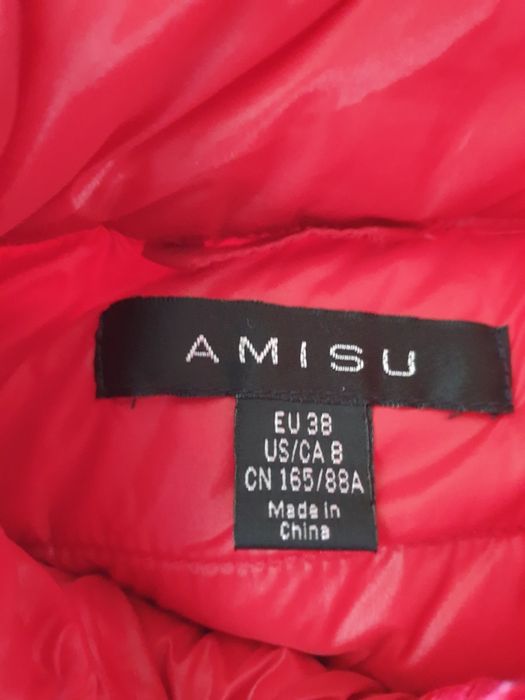 AMISU
EU 38
US/CA 8
CN 165/88A
Made in
China